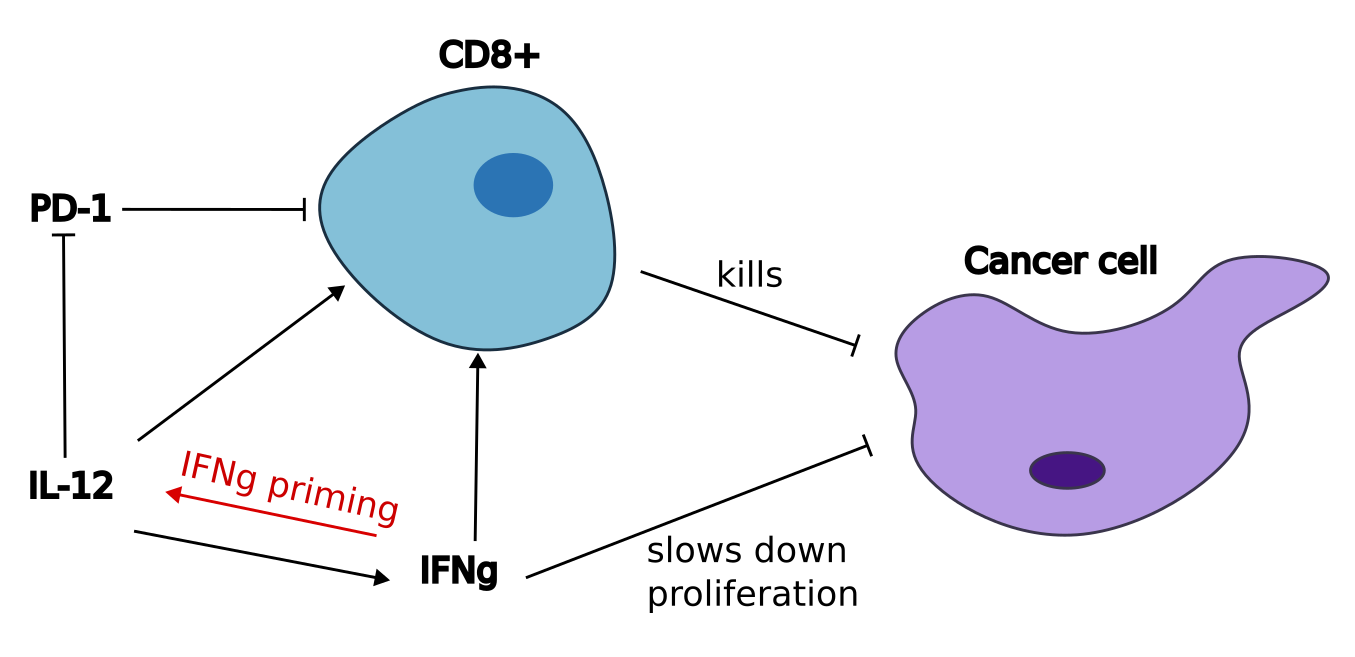 CD8+
PD-1
Cancer cell
kills
IFNg priming
IL-12
IFNg
slows down
proliferation